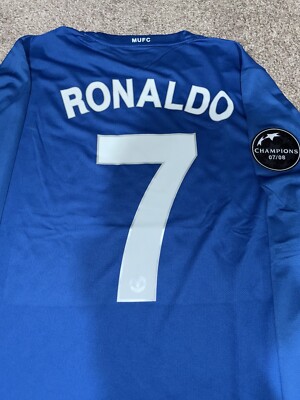 MUFC
RONALDO
7
CHAMPIONS
07/08